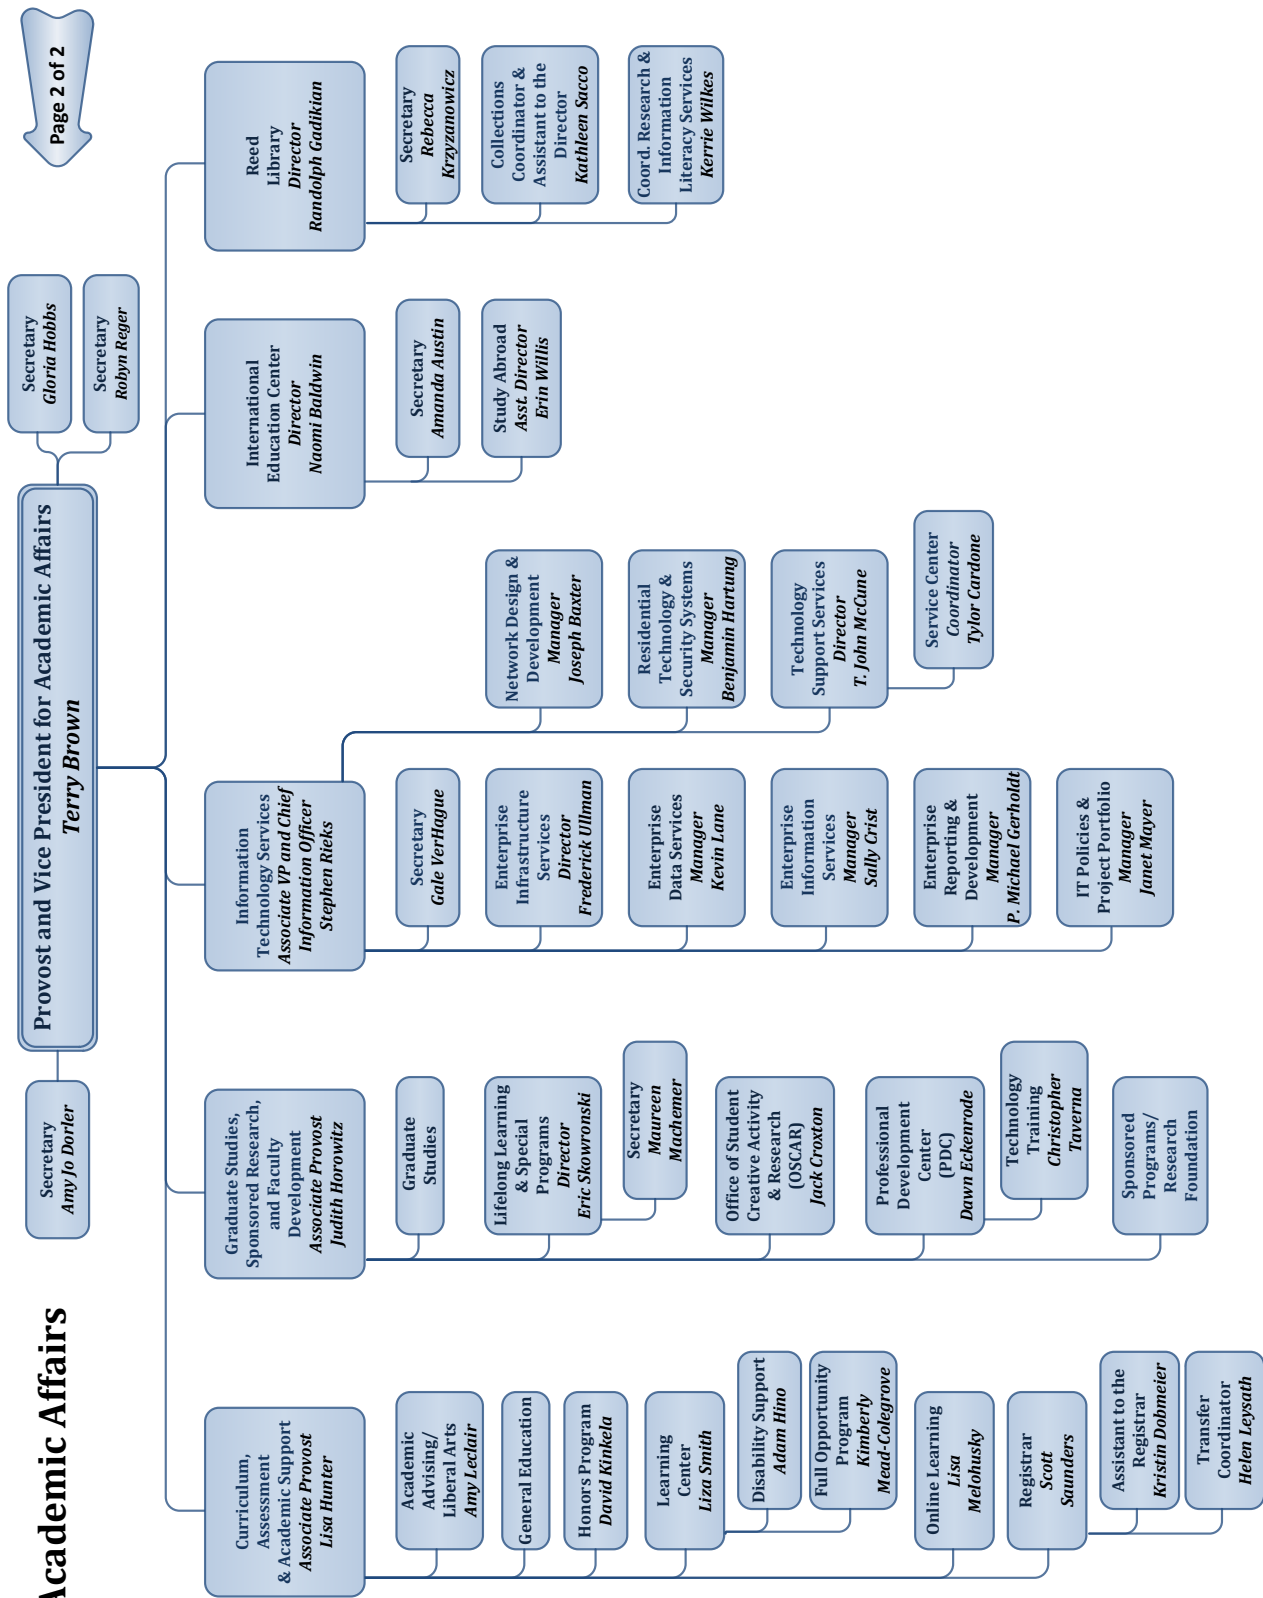 Academic Affairs
Page 2 of 2
Provost and Vice President for Academic Affairs
Terry Brown
Secretary
Amy Jo Dorler
Secretary
Gloria Hobbs
Secretary
Robyn Reger
Curriculum,
Assessment
& Academic Support
Associate Provost
Lisa Hunter
Academic
Advising/
Liberal Arts
Amy Leclair
General Education
Honors Program
David Kinkela
Learning
Center
Liza Smith
Disability Support
Adam Hino
Full Opportunity
Program
Kimberly
Mead-Colegrove
Online Learning
Lisa
Melohusky
Registrar
Scott
Saunders
Assistant to the
Registrar
Kristin Dobmeier
Transfer
Coordinator
Helen Leysath
Graduate Studies,
Sponsored Research,
and Faculty
Development
Associate Provost
Judith Horowitz
Graduate
Studies
Lifelong Learning
& Special
Programs
Director
Eric Skowronski
Secretary
Maureen
Machemer
Office of Student
Creative Activity
& Research
(OSCAR)
Jack Croxton
Professional
Development
Center
(PDC)
Dawn Eckenrode
Technology
Training
Christopher
Taverna
Sponsored
Programs/
Research
Foundation
Information
Technology Services
Associate VP and Chief
Information Officer
Stephen Rieks
Secretary
Gale VerHague
Enterprise
Infrastructure
Services
Director
Frederick Ullman
Enterprise
Data Services
Manager
Kevin Lane
Enterprise
Information
Services
Manager
Sally Crist
Enterprise
Reporting &
Development
Manager
P. Michael Gerholdt
IT Policies &
Project Portfolio
Manager
Janet Mayer
Network Design &
Development
Manager
Joseph Baxter
Residential
Technology &
Security Systems
Manager
Benjamin Hartung
Technology
Support Services
Director
T. John McCune
Service Center
Coordinator
Tylor Cardone
International
Education Center
Director
Naomi Baldwin
Secretary
Amanda Austin
Study Abroad
Asst. Director
Erin Willis
Reed
Library
Director
Randolph Gadikian
Secretary
Rebecca
Krzyzanowicz
Collections
Coordinator &
Assistant to the
Director
Kathleen Sacco
Coord. Research &
Information
Literacy Services
Kerrie Wilkes